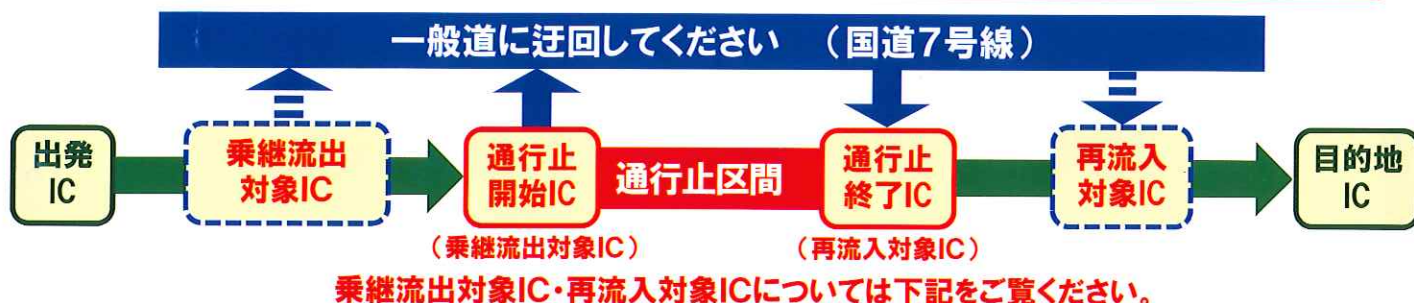 一般道に迂回してください （国道7号線）
出発
IC
乗継流出
対象IC
通行止
開始IC
通行止区間
通行止
終了IC
再流入
対象IC
目的地
IC
（乗継流出対象IC）
（再流入対象IC）
乗継流出対象IC・再流入対象ICについては下記をご覧ください。